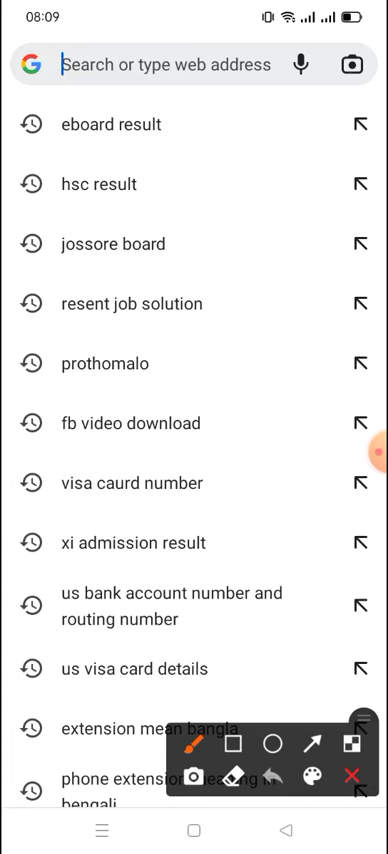 08:09
Search or type web address
eboard result
hsc result
jossore board
resent job solution
prothomalo
fb video download
visa caurd number
xi admission result
us bank account number and
routing number
us visa card details
extension mean bangla
phone extension meaning in
bengali